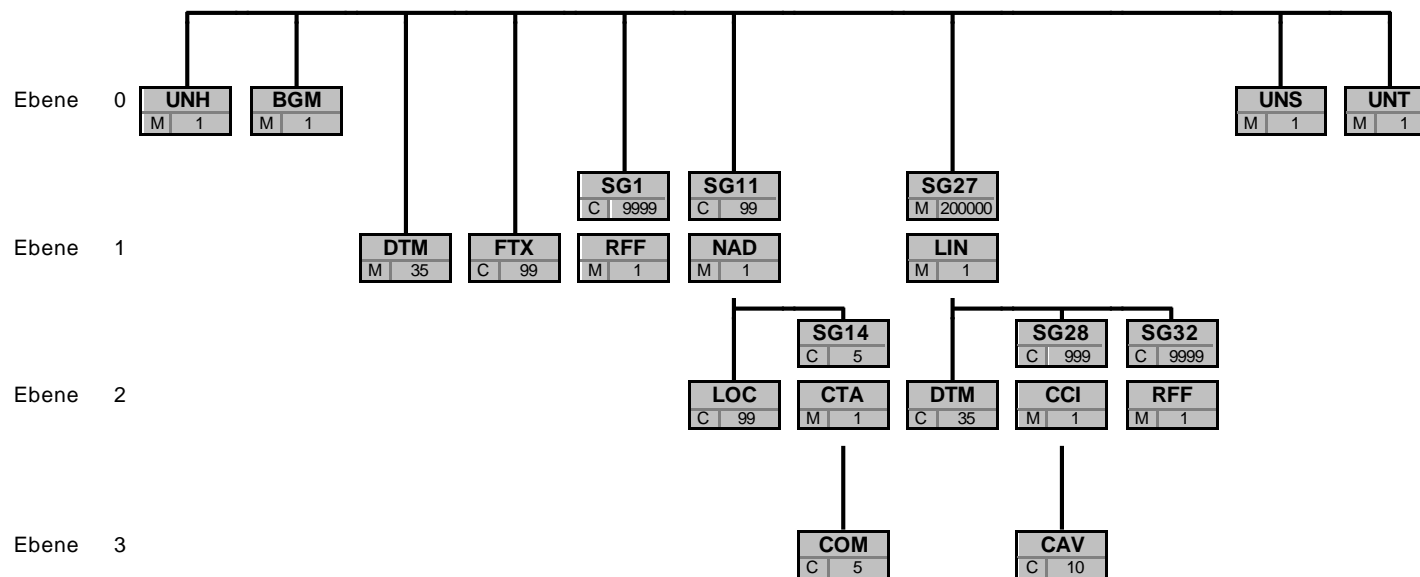 Ebene 0 UNH BGM UNS UNT
M 1 M 1 M 1 M 1
SG1 SG11 SG27
C 9999 C 99 M 200000
Ebene 1 DTM FTX RFF NAD LIN
M 35 C 99 M 1 M 1 M 1
SG14 SG28 SG32
C 5 C 999 C 9999
Ebene 2 LOC CTA DTM CCI RFF
C 99 M 1 C 35 M 1 M 1
Ebene 3 COM CAV
C 5 C 10